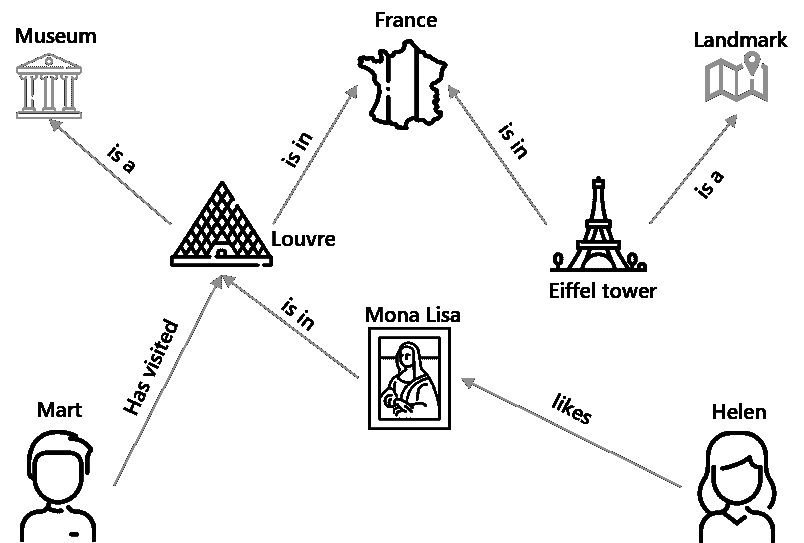 France
Museum
Landmark
is a
is in
is in
is a
Louvre
Eiffel tower
is in
Mona Lisa
Has visited
likes
Mart
Helen